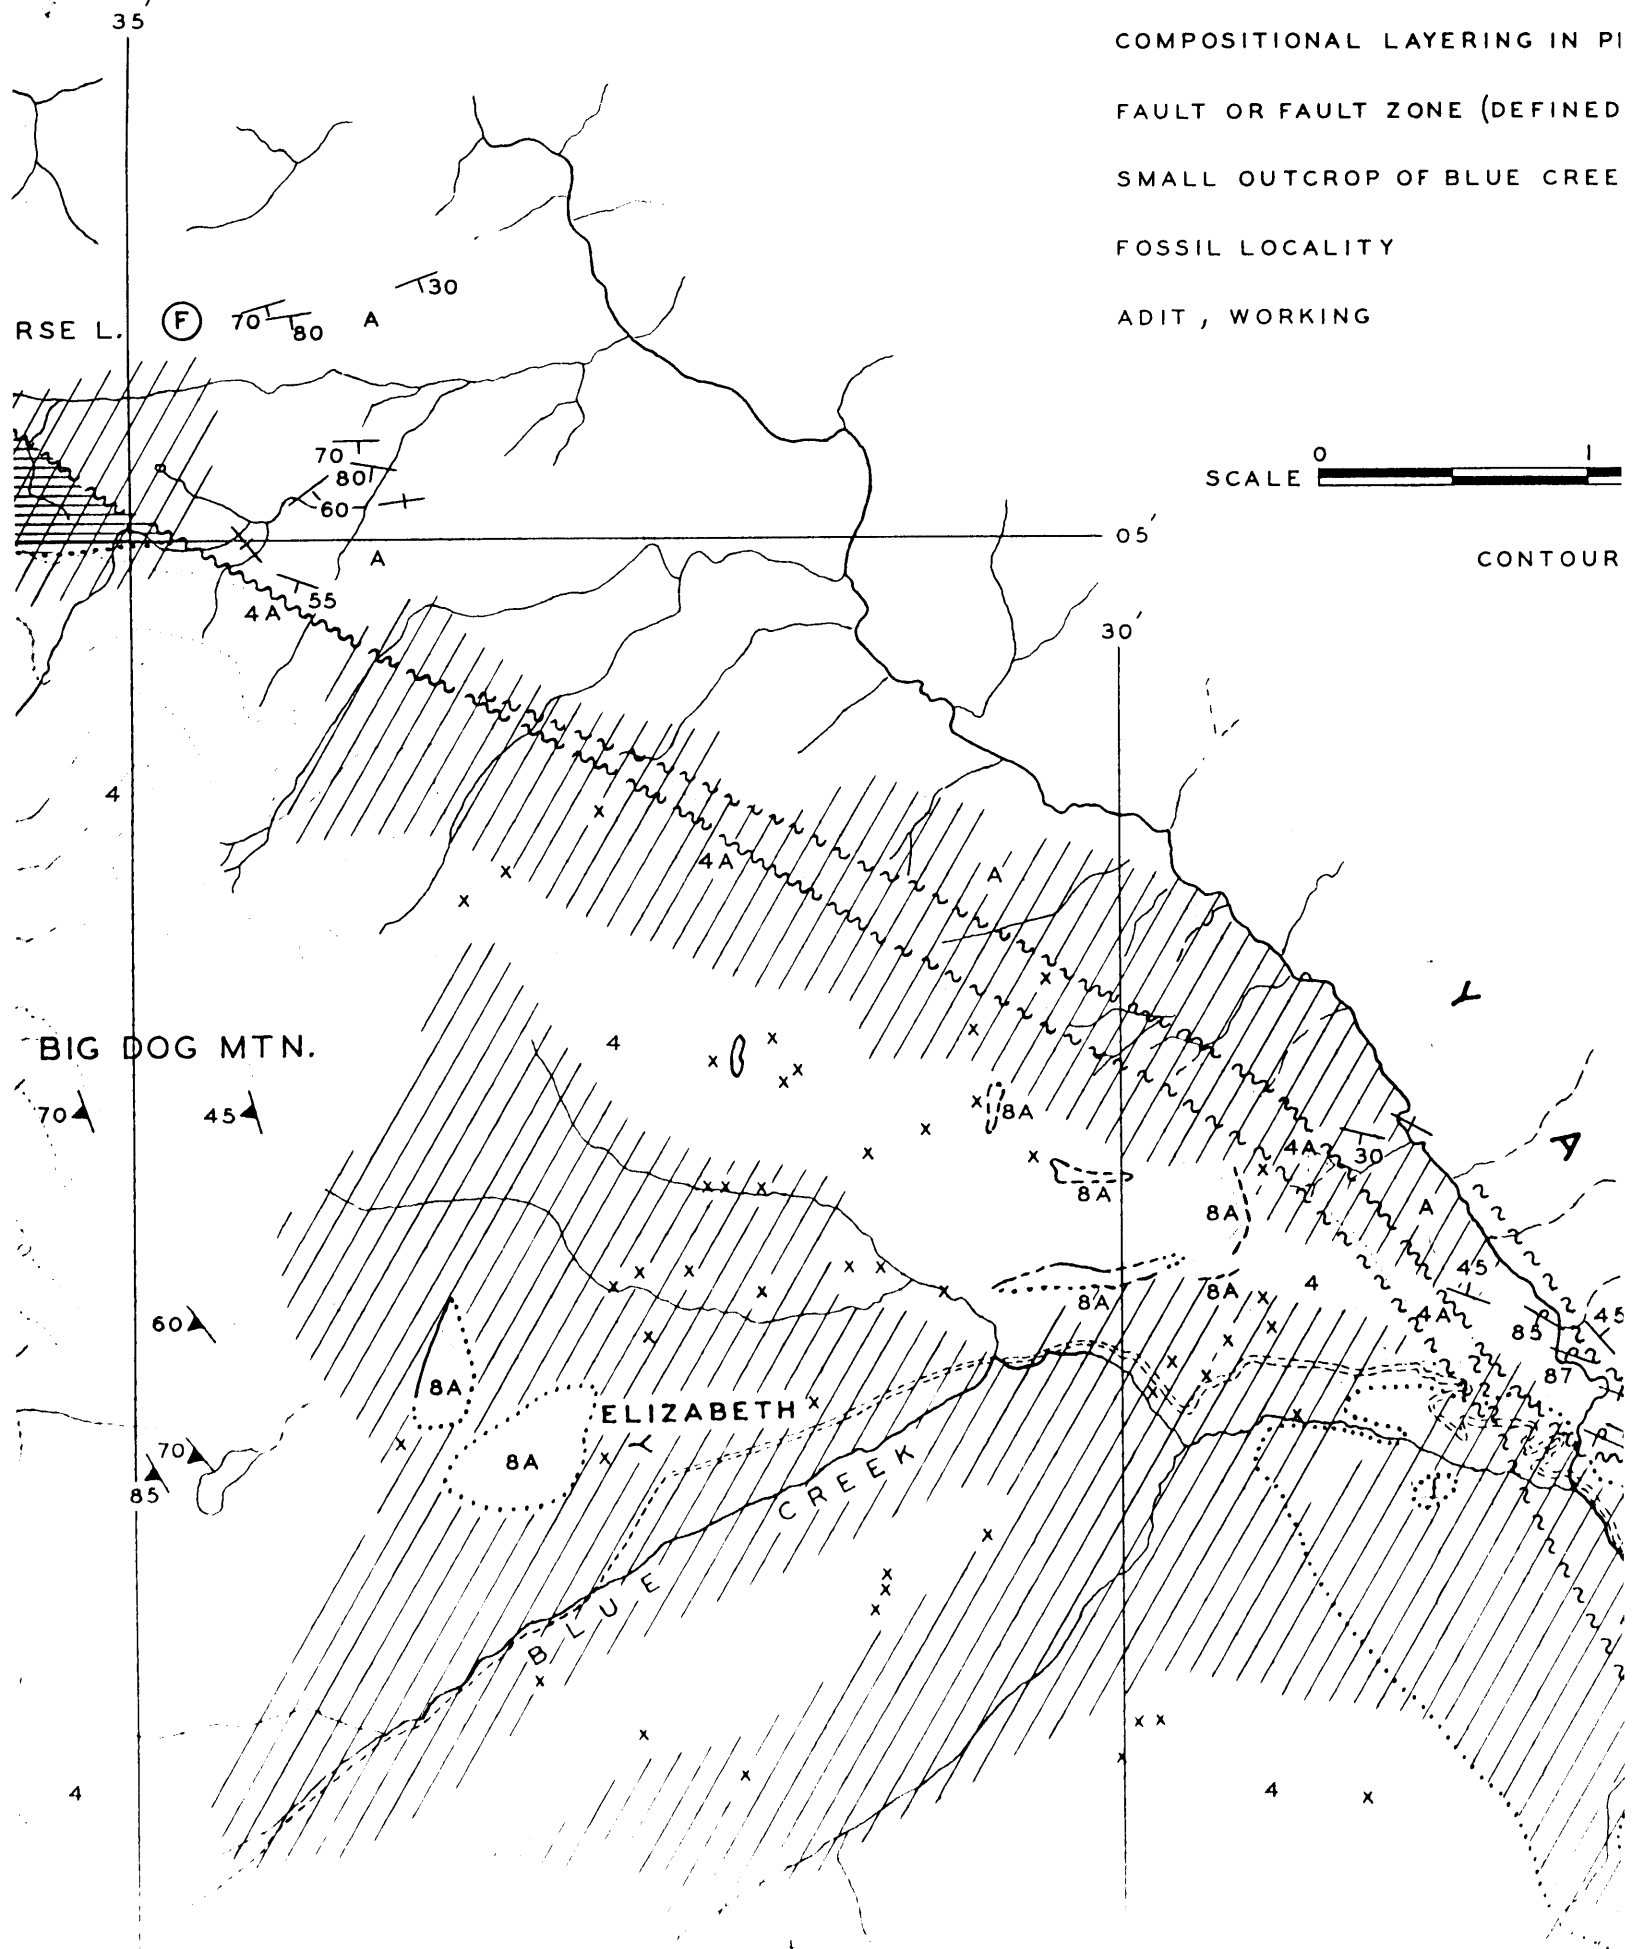 35'
COMPOSITIONAL LAYERING IN PI
FAULT OR FAULT ZONE (DEFINED
SMALL OUTCROP OF BLUE CREE
FOSSIL LOCALITY
ADIT, WORKING
30
RSE L. F 70 80 A
0 1
SCALE
70
80
60
05'
CONTOUR
A
55
4A
30'
4
4A
A
BIG DOG MTN.
4
70 45
8A
A
4A 30
8A
8A
A
45
8A 8A 4
4A 85 45
60
87
8A
ELIZABETH
70
8A
85
BLUE CREEK
4
4